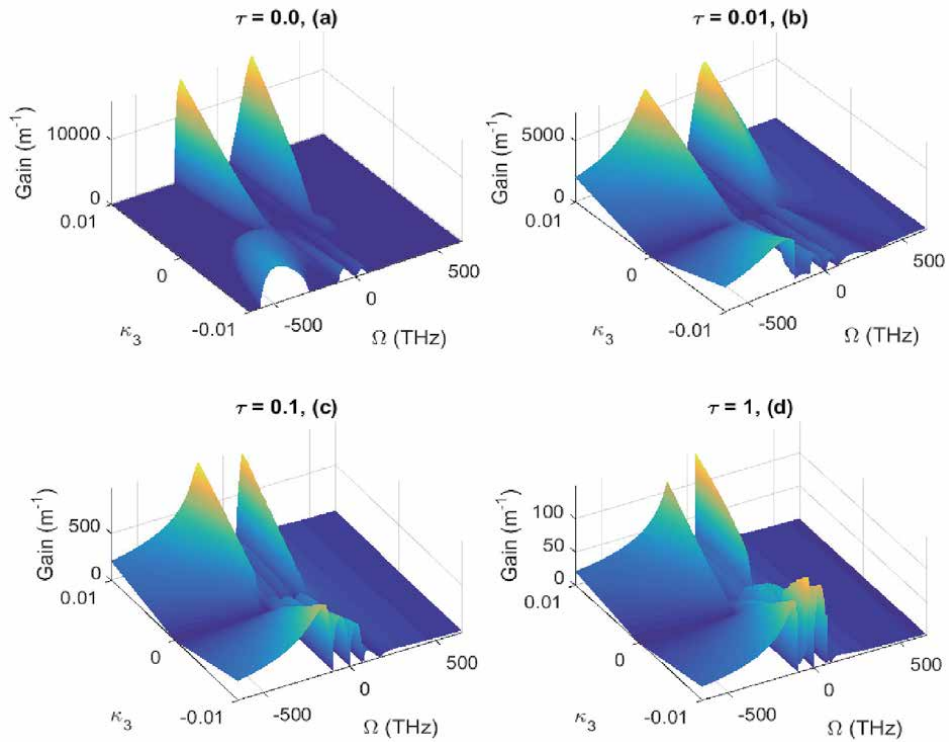 τ = 0.0, (a)
Gain (m⁻¹)
10000
0
0.01
0
-0.01
κ₃
-500
0
500
Ω (THz)
τ = 0.01, (b)
Gain (m⁻¹)
5000
0
0.01
0
-0.01
κ₃
-500
0
500
Ω (THz)
τ = 0.1, (c)
Gain (m⁻¹)
500
0
0.01
0
-0.01
κ₃
-500
0
500
Ω (THz)
τ = 1, (d)
Gain (m⁻¹)
100
50
0
0.01
0
-0.01
κ₃
-500
0
500
Ω (THz)